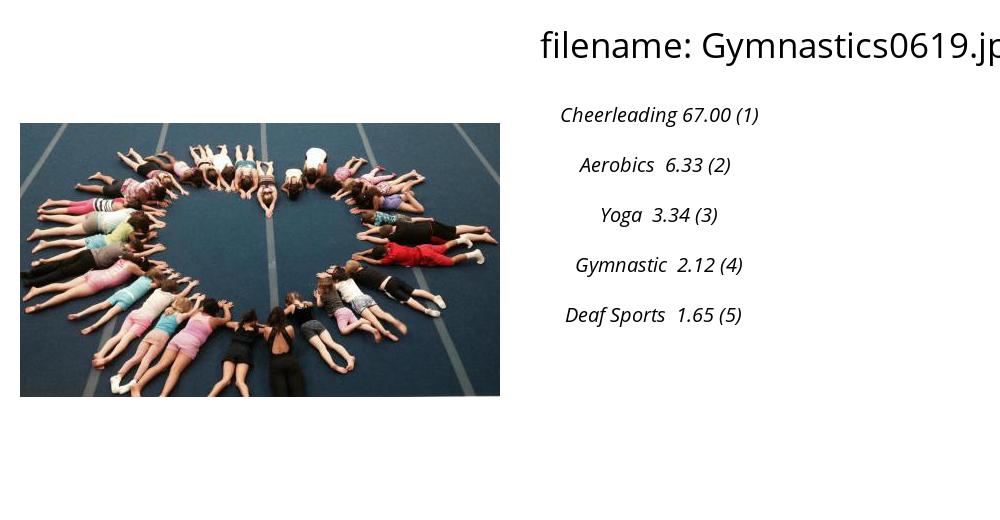 filename: Gymnastics0619.jp
Cheerleading 67.00 (1)
Aerobics 6.33 (2)
Yoga 3.34 (3)
Gymnastic 2.12 (4)
Deaf Sports 1.65 (5)